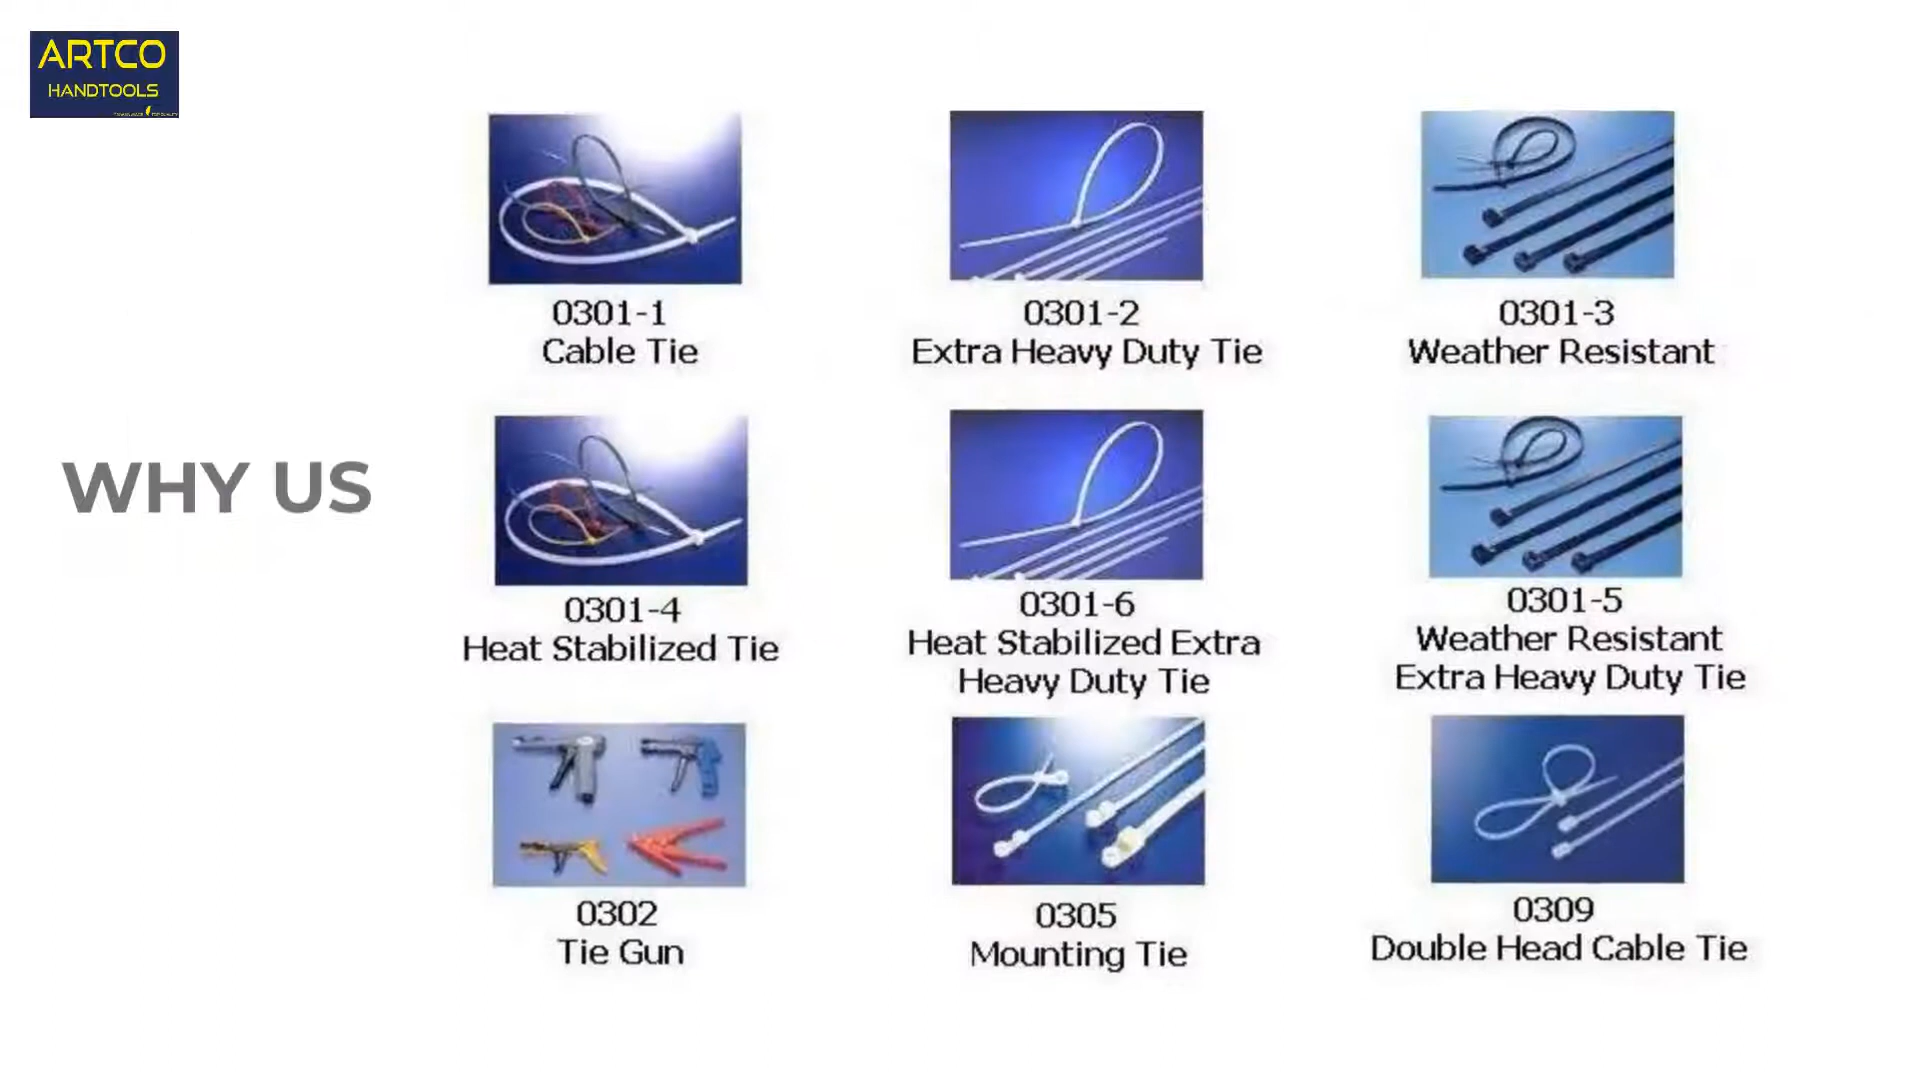 ARTCO
HANDTOOLS
WHY US
0301-1
Cable Tie
0301-2
Extra Heavy Duty Tie
0301-3
Weather Resistant
0301-4
Heat Stabilized Tie
0301-6
Heat Stabilized Extra
Heavy Duty Tie
0301-5
Weather Resistant
Extra Heavy Duty Tie
0302
Tie Gun
0305
Mounting Tie
0309
Double Head Cable Tie